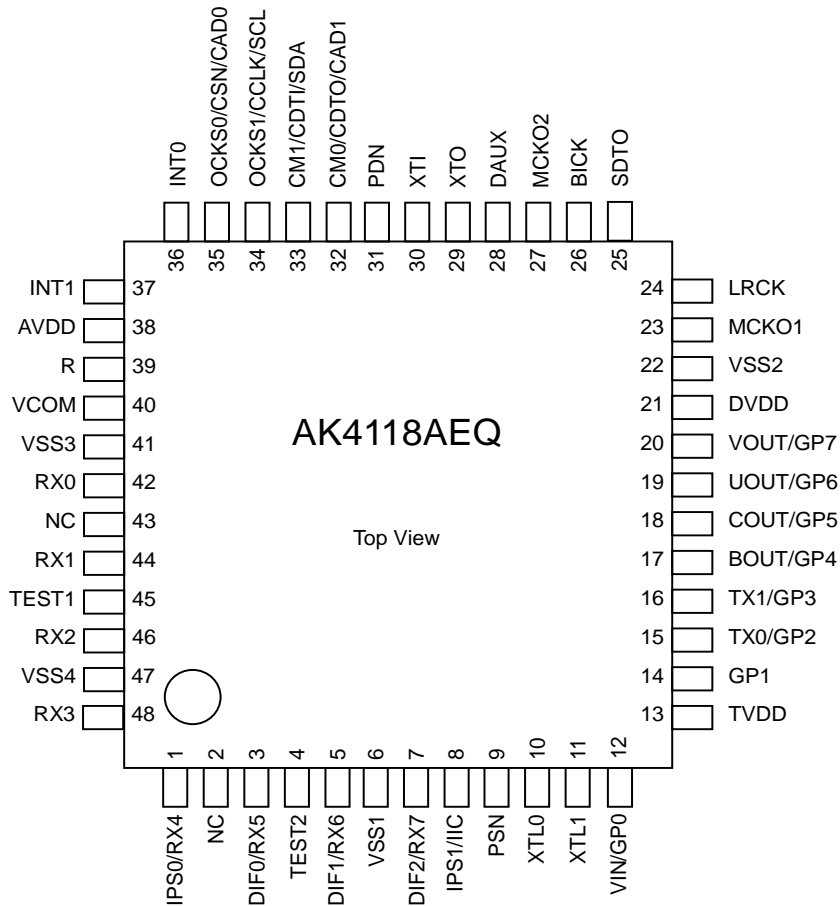 INT0
OCKS0/CSN/CAD0
OCKS1/CCLK/SCL
CM1/CDTI/SDA
CM0/CDTO/CAD1
PDN
XTI
XTO
DAUX
MCKO2
BICK
SDTO
36
35
34
33
32
31
30
29
28
27
26
25
INT1 37
AVDD 38
R 39
VCOM 40
VSS3 41
RX0 42
NC 43
RX1 44
TEST1 45
RX2 46
VSS4 47
RX3 48
AK4118AEQ
Top View
24 LRCK
23 MCKO1
22 VSS2
21 DVDD
20 VOUT/GP7
19 UOUT/GP6
18 COUT/GP5
17 BOUT/GP4
16 TX1/GP3
15 TX0/GP2
14 GP1
13 TVDD
1
2
3
4
5
6
7
8
9
10
11
12
IPS0/RX4
NC
DIF0/RX5
TEST2
DIF1/RX6
VSS1
DIF2/RX7
IPS1/IIC
PSN
XTL0
XTL1
VIN/GP0